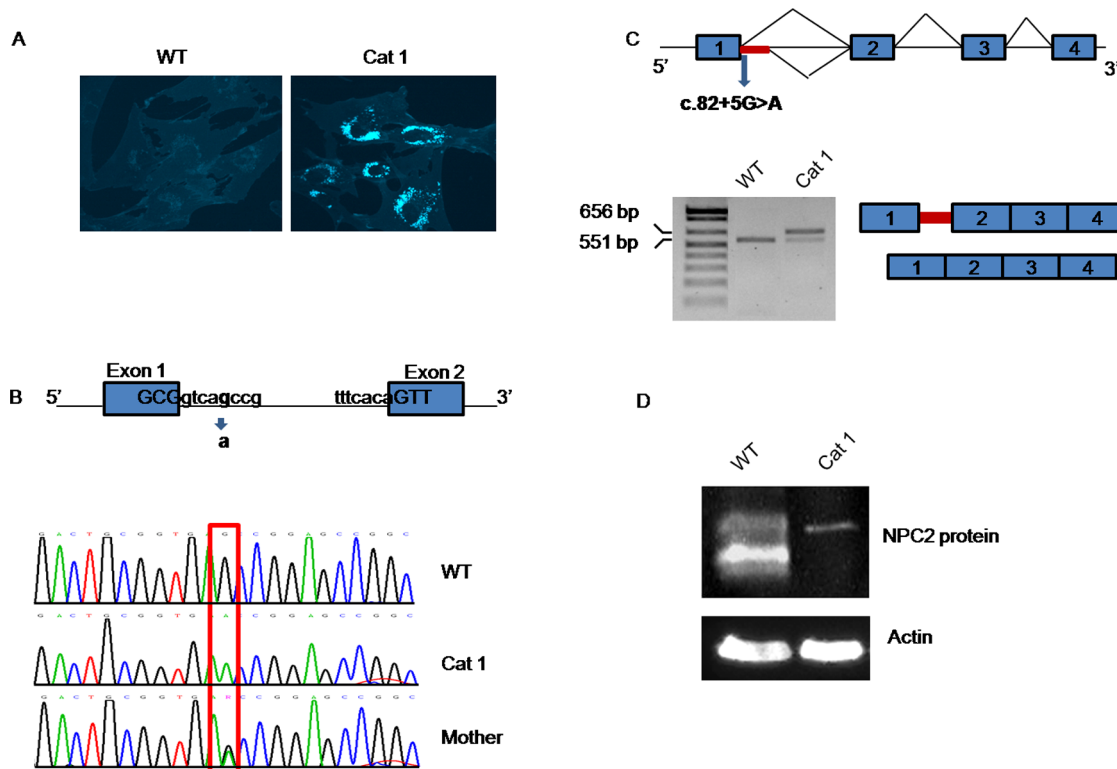 A
WT
Cat 1
B
5’
Exon 1
GCGgtcagccg
tttcacaGTT
Exon 2
3’
a
G A C T G C G G T G A G C C G G A G C C G G C
WT
G A C T G C G G T G A A C C G G A G C C G G C
Cat 1
G A C T G C G G T G A R C C G G A G C C G G C
Mother
C
5’
1
2
3
4
3’
c.82+5G>A
WT
Cat 1
656 bp
551 bp
1
2
3
4
1
2
3
4
D
WT
Cat 1
NPC2 protein
Actin